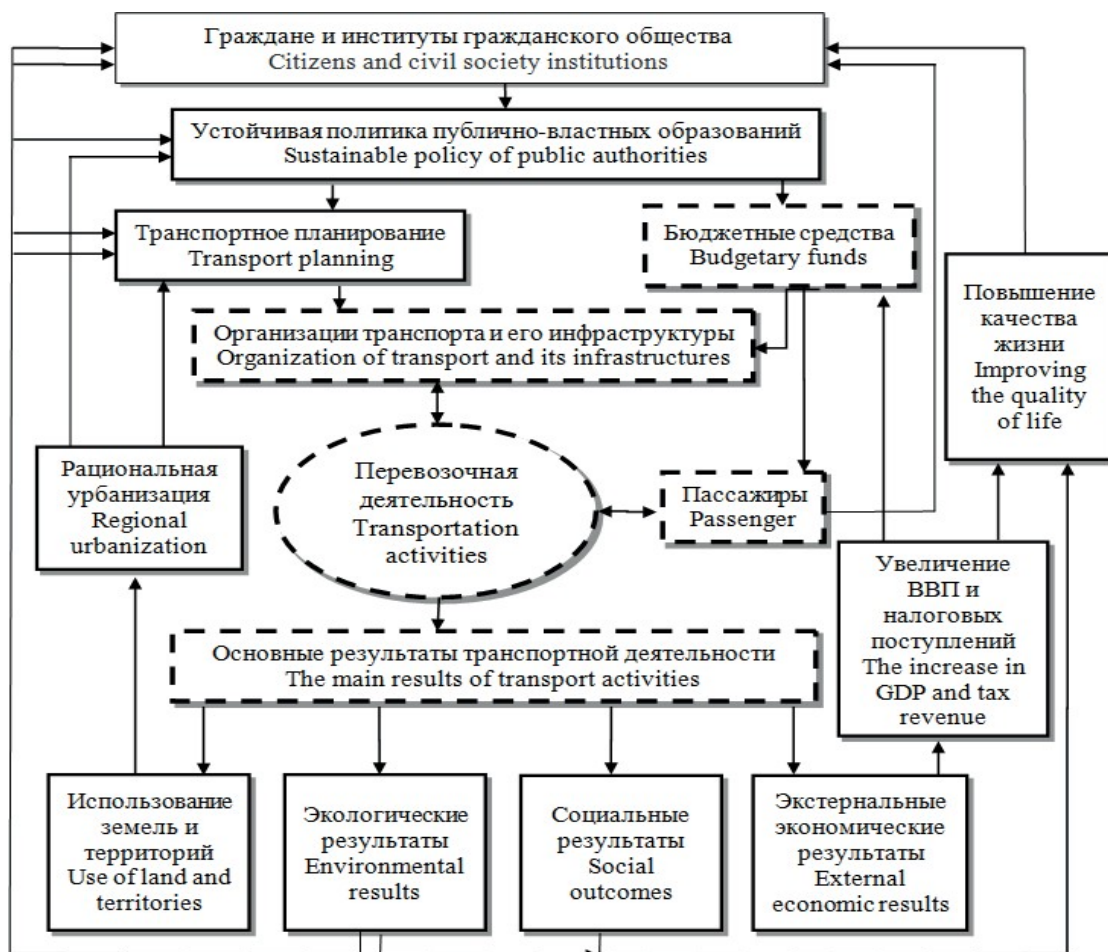 Граждане и институты гражданского общества
Citizens and civil society institutions
Устойчивая политика публично-властных образований
Sustainable policy of public authorities
Транспортное планирование
Transport planning
Бюджетные средства
Budgetary funds
Повышение
качества
жизни
Improving
the quality
of life
Организации транспорта и его инфраструктуры
Organization of transport and its infrastructures
Рациональная
урбанизация
Regional
urbanization
Перевозочная
деятельность
Transportation
activities
Пассажиры
Passenger
Увеличение
ВВП и
налоговых
поступлений
The increase in
GDP and tax
revenue
Основные результаты транспортной деятельности
The main results of transport activities
Использование
земель и
территорий
Use of land and
territories
Экологические
результаты
Environmental
results
Социальные
результаты
Social
outcomes
Экстернальные
экономические
результаты
External
economic results